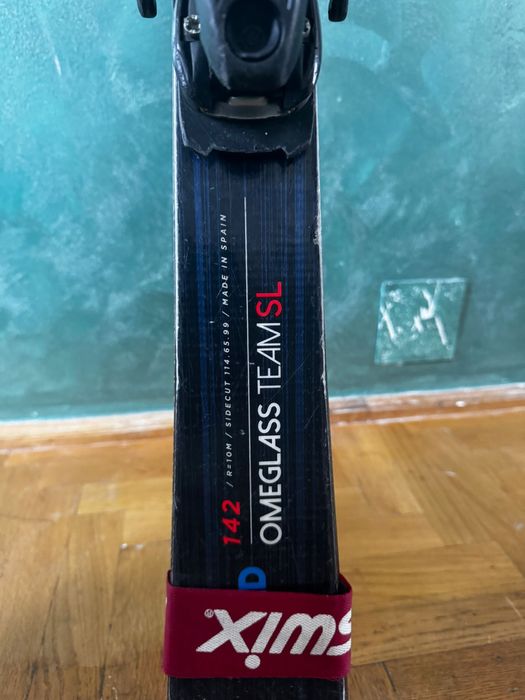 142 / R=10M / SIDECUT 114.65.99 / MADE IN SPAIN
OMEGLASS TEAM SL
D
Swix®